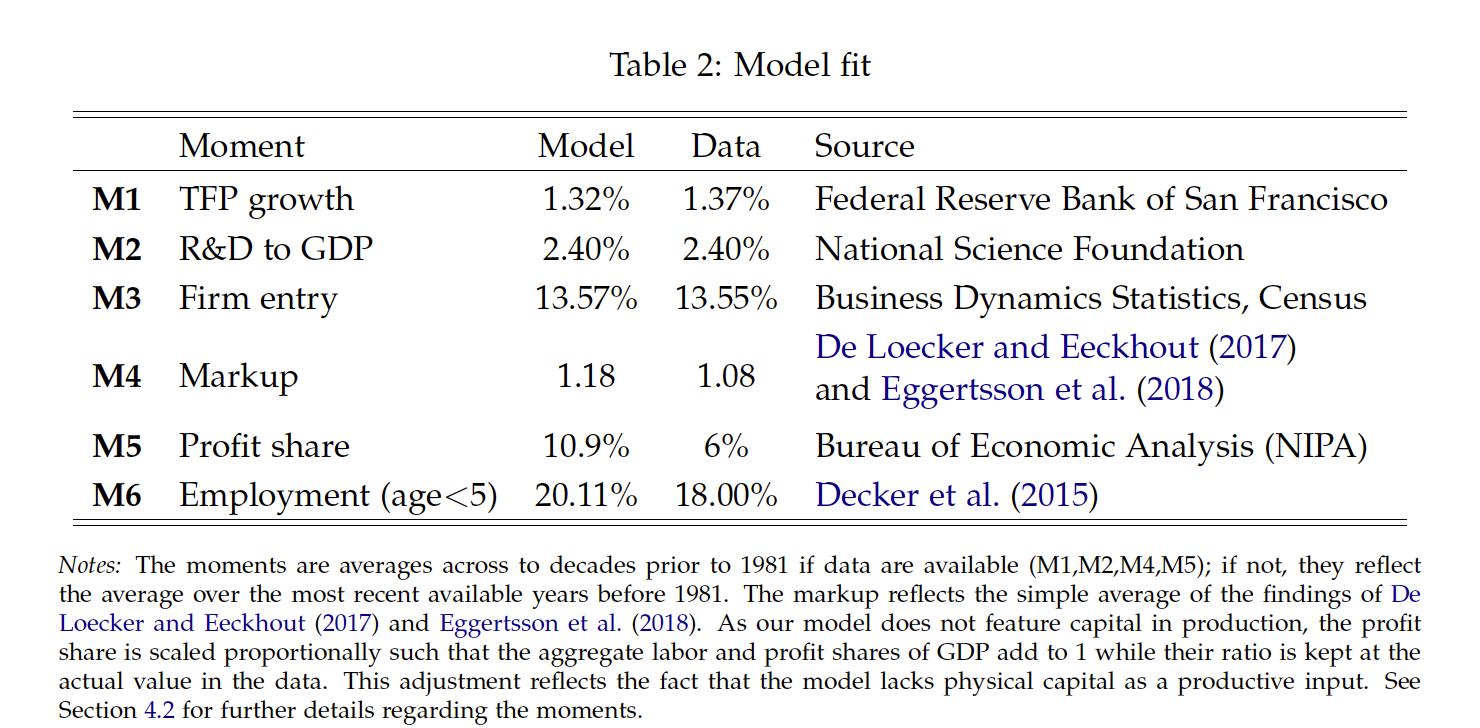 Table 2: Model fit
Moment Model Data Source
M1 TFP growth 1.32% 1.37% Federal Reserve Bank of San Francisco
M2 R&D to GDP 2.40% 2.40% National Science Foundation
M3 Firm entry 13.57% 13.55% Business Dynamics Statistics, Census
M4 Markup 1.18 1.08 De Loecker and Eeckhout (2017)
and Eggertsson et al. (2018)
M5 Profit share 10.9% 6% Bureau of Economic Analysis (NIPA)
M6 Employment (age<5) 20.11% 18.00% Decker et al. (2015)
Notes: The moments are averages across to decades prior to 1981 if data are available (M1,M2,M4,M5); if not, they reflect
the average over the most recent available years before 1981. The markup reflects the simple average of the findings of De
Loecker and Eeckhout (2017) and Eggertsson et al. (2018). As our model does not feature capital in production, the profit
share is scaled proportionally such that the aggregate labor and profit shares of GDP add to 1 while their ratio is kept at the
actual value in the data. This adjustment reflects the fact that the model lacks physical capital as a productive input. See
Section 4.2 for further details regarding the moments.